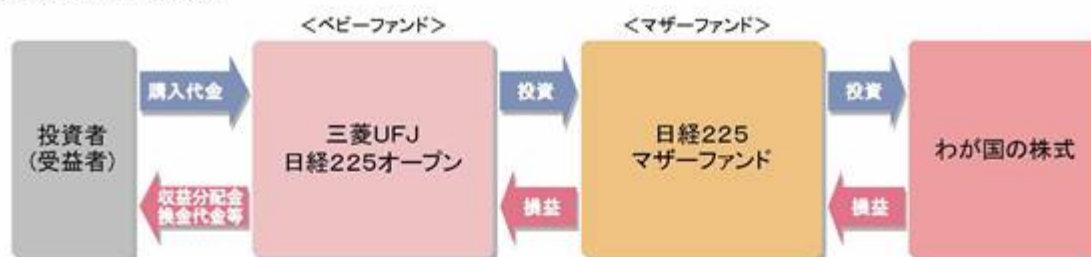 ＜ベビーファンド＞
＜マザーファンド＞
投資者
(受益者)
購入代金
収益分配金
換金代金等
三菱UFJ
日経225オープン
投資
損益
日経225
マザーファンド
投資
損益
わが国の株式